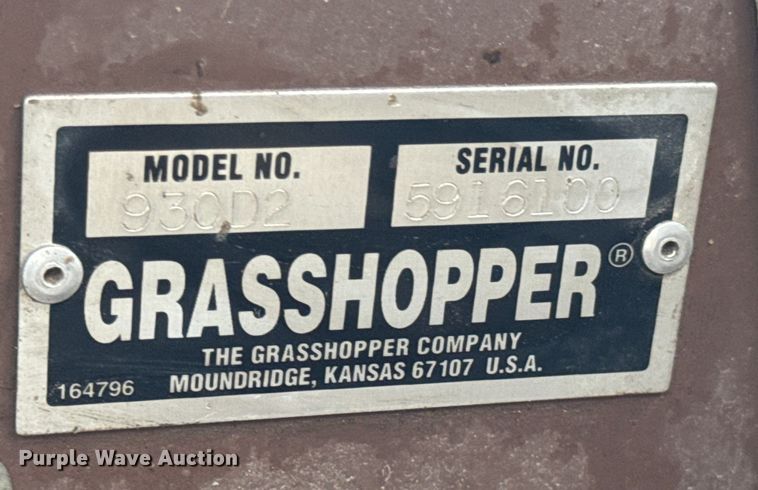 MODEL NO. SERIAL NO.
930D2 5916100
GRASSHOPPER®
THE GRASSHOPPER COMPANY
164796 MOUNDRIDGE, KANSAS 67107 U.S.A.
Purple Wave Auction